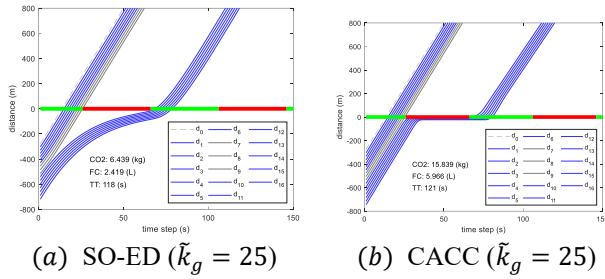 800
600
400
200
0
-200
-400
-600
800
distance (m)
0
50
100
150
time step (s)
d0 d6 d12
d1 d7 d13
d2 d8 d14
d3 d9 d15
d4 d10 d16
d5 d11
CO2: 6.439 (kg)
FC: 2.419 (L)
TT: 118 (s)
(a) SO-ED (k̃g = 25)
800
600
400
200
0
-200
-400
-600
800
distance (m)
0
50
100
150
time step (s)
d0 d6 d12
d1 d7 d13
d2 d8 d14
d3 d9 d15
d4 d10 d16
d5 d11
CO2: 15.839 (kg)
FC: 5.966 (L)
TT: 121 (s)
(b) CACC (k̃g = 25)